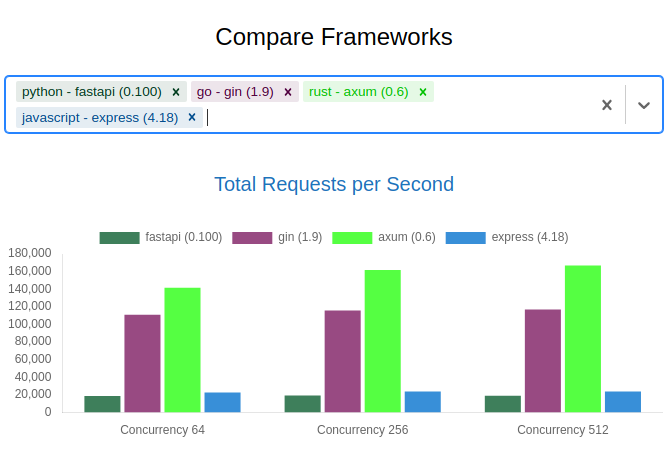 Compare Frameworks
python - fastapi (0.100) × go - gin (1.9) × rust - axum (0.6) ×
javascript - express (4.18) ×
Total Requests per Second
fastapi (0.100) gin (1.9) axum (0.6) express (4.18)
180,000
160,000
140,000
120,000
100,000
80,000
60,000
40,000
20,000
0
Concurrency 64 Concurrency 256 Concurrency 512